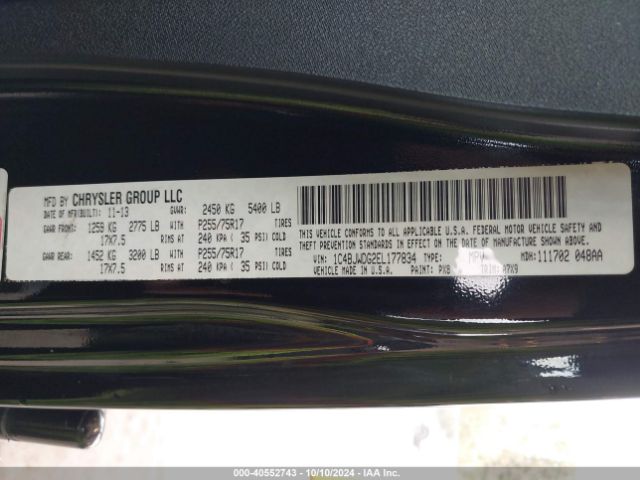 MFD BY CHRYSLER GROUP LLC
DATE OF MFR(BUILT): 11-13 GVWR: 2450 KG 5400 LB
GAWR FRONT: 1259 KG 2775 LB WITH P255/75R17 TIRES
17X7.5 RIMS AT 240 KPA ( 35 PSI) COLD
GAWR REAR: 1452 KG 3200 LB WITH P255/75R17 TIRES
17X7.5 RIMS AT 240 KPA ( 35 PSI) COLD
THIS VEHICLE CONFORMS TO ALL APPLICABLE U.S.A. FEDERAL MOTOR VEHICLE SAFETY AND
THEFT PREVENTION STANDARDS IN EFFECT ON THE DATE OF MANUFACTURE SHOWN ABOVE.
VIN: 1C4BJWDG2EL177834 TYPE: MPV MDH: 111702 048AA
VEHICLE MADE IN U.S.A. PAINT: PX8 TRIM: A7X9
000-40552743 - 10/10/2024 - IAAI.COM